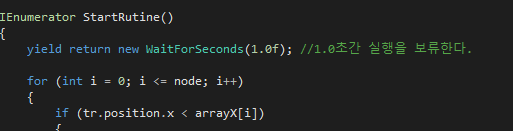 IEnumerator StartRutine()
{
yield return new WaitForSeconds(1.0f); //1.0초간 실행을 보류한다.
for (int i = 0; i <= node; i++)
{
if (tr.position.x < arrayX[i])
{